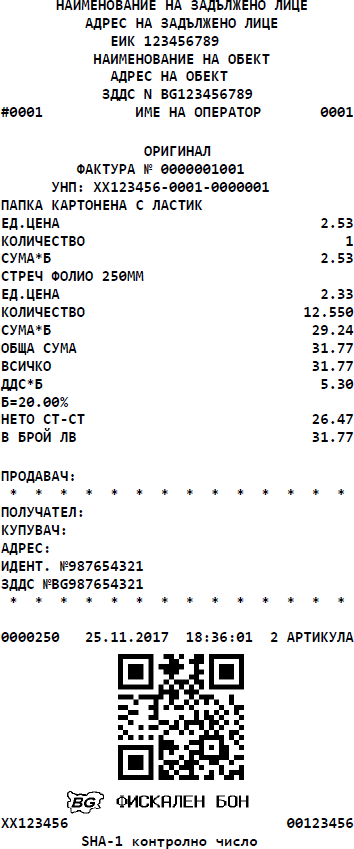 НАИМЕНОВАНИЕ НА ЗАДЪЛЖЕНО ЛИЦЕ
АДРЕС НА ЗАДЪЛЖЕНО ЛИЦЕ
ЕИК 123456789
НАИМЕНОВАНИЕ НА ОБЕКТ
АДРЕС НА ОБЕКТ
ЗДДС N BG123456789
#0001 ИМЕ НА ОПЕРАТОР 0001
ОРИГИНАЛ
ФАКТУРА № 0000001001
УНП: XX123456-0001-0000001
ПАПКА КАРТОНЕНА С ЛАСТИК
ЕД.ЦЕНА 2.53
КОЛИЧЕСТВО 1
СУМА*Б 2.53
СТРЕЧ ФОЛИО 250ММ
ЕД.ЦЕНА 2.33
КОЛИЧЕСТВО 12.550
СУМА*Б 29.24
ОБЩА СУМА 31.77
ВСИЧКО 31.77
ДДС*Б 5.30
Б=20.00%
НЕТО СТ-СТ 26.47
В БРОЙ ЛВ 31.77
ПРОДАВАЧ:
* * * * * * * * * * * * * *
ПОЛУЧАТЕЛ:
КУПУВАЧ:
АДРЕС:
ИДЕНТ. №987654321
ЗДДС №BG987654321
* * * * * * * * * * * * * *
0000250 25.11.2017 18:36:01 2 АРТИКУЛА
BG ФИСКАЛЕН БОН
XX123456 00123456
SHA-1 контролно число